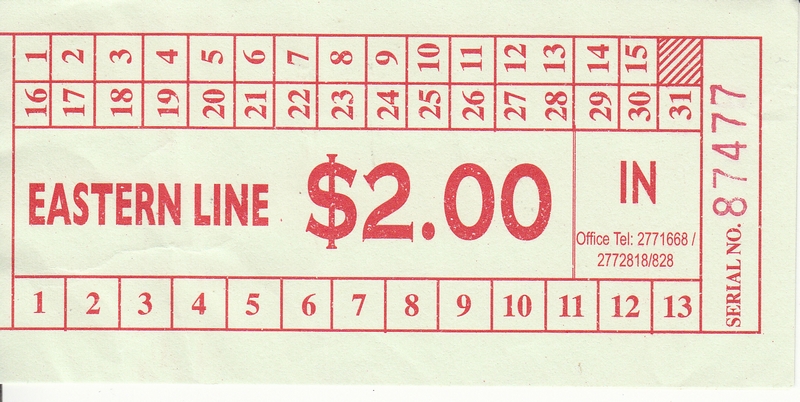 1 2 3 4 5 6 7 8 9 10 11 12 13 14 15
16 17 18 19 20 21 22 23 24 25 26 27 28 29 30 31
EASTERN LINE $2.00
IN
Office Tel: 2771668 /
2772818/828
1 2 3 4 5 6 7 8 9 10 11 12 13
SERIAL NO. 87477